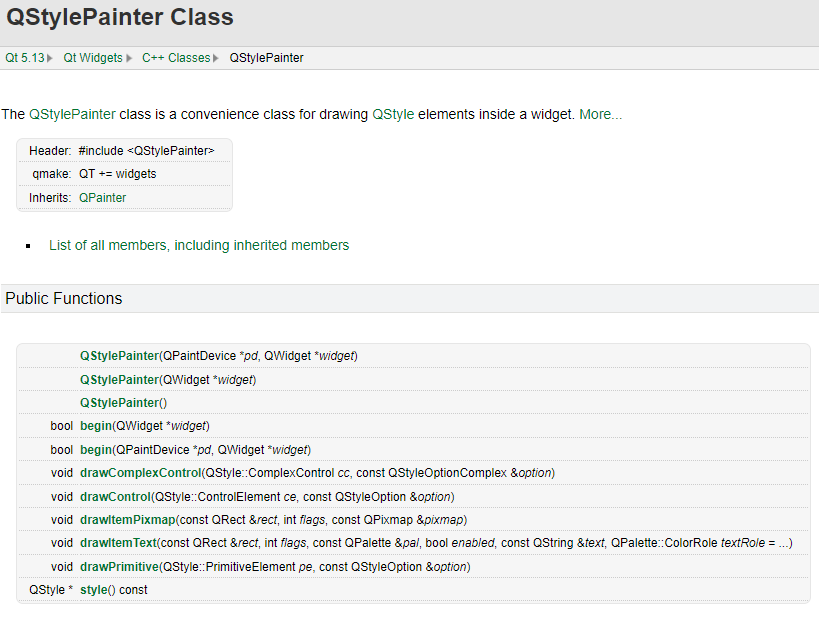 QStylePainter Class
Qt 5.13 Qt Widgets C++ Classes QStylePainter
The QStylePainter class is a convenience class for drawing QStyle elements inside a widget. More...
Header: #include <QStylePainter>
qmake: QT += widgets
Inherits: QPainter
List of all members, including inherited members
Public Functions
QStylePainter(QPaintDevice *pd, QWidget *widget)
QStylePainter(QWidget *widget)
QStylePainter()
bool begin(QWidget *widget)
bool begin(QPaintDevice *pd, QWidget *widget)
void drawComplexControl(QStyle::ComplexControl cc, const QStyleOptionComplex &option)
void drawControl(QStyle::ControlElement ce, const QStyleOption &option)
void drawItemPixmap(const QRect &rect, int flags, const QPixmap &pixmap)
void drawItemText(const QRect &rect, int flags, const QPalette &pal, bool enabled, const QString &text, QPalette::ColorRole textRole = ...)
void drawPrimitive(QStyle::PrimitiveElement pe, const QStyleOption &option)
QStyle * style() const